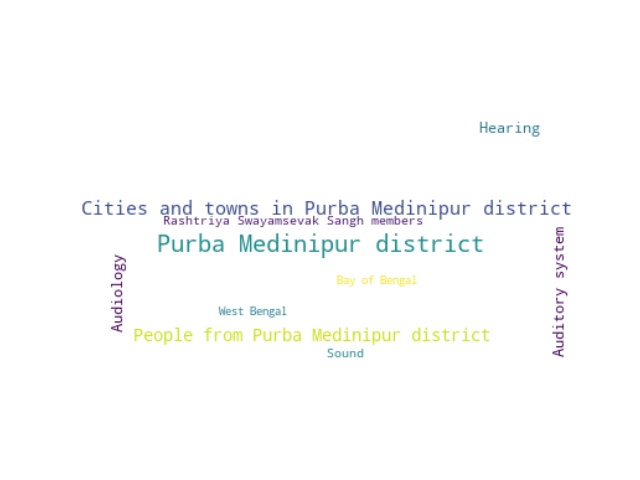 Hearing
Cities and towns in Purba Medinipur district
Rashtriya Swayamsevak Sangh members
Purba Medinipur district
Auditory system
Audiology
Bay of Bengal
West Bengal
People from Purba Medinipur district
Sound